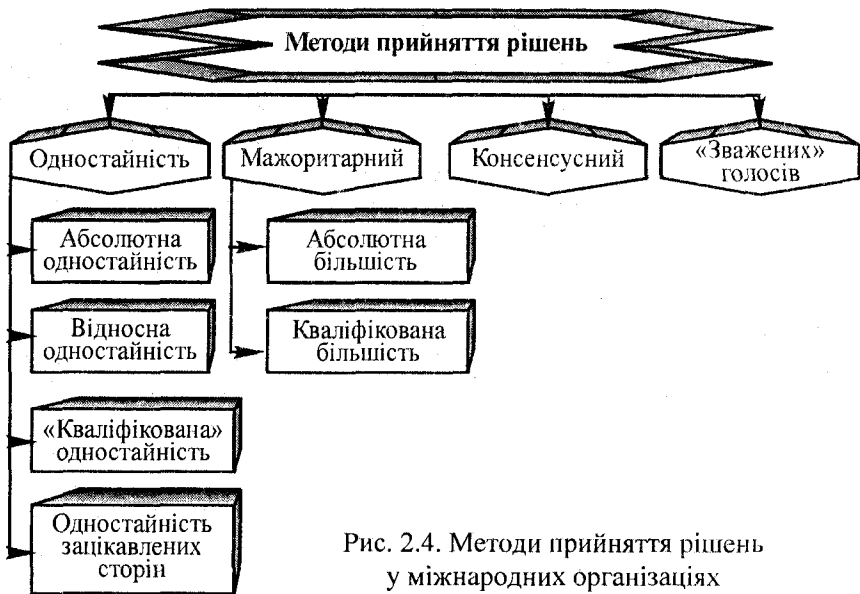 Методи прийняття рішень
Одностайність
Мажоритарний
Консенсусний
«Зважених»
голосів
Абсолютна
одностайність
Абсолютна
більшість
Відносна
одностайність
Кваліфікована
більшість
«Кваліфікована»
одностайність
Одностайність
зацікавлених
сторін
Рис. 2.4. Методи прийняття рішень
у міжнародних організаціях